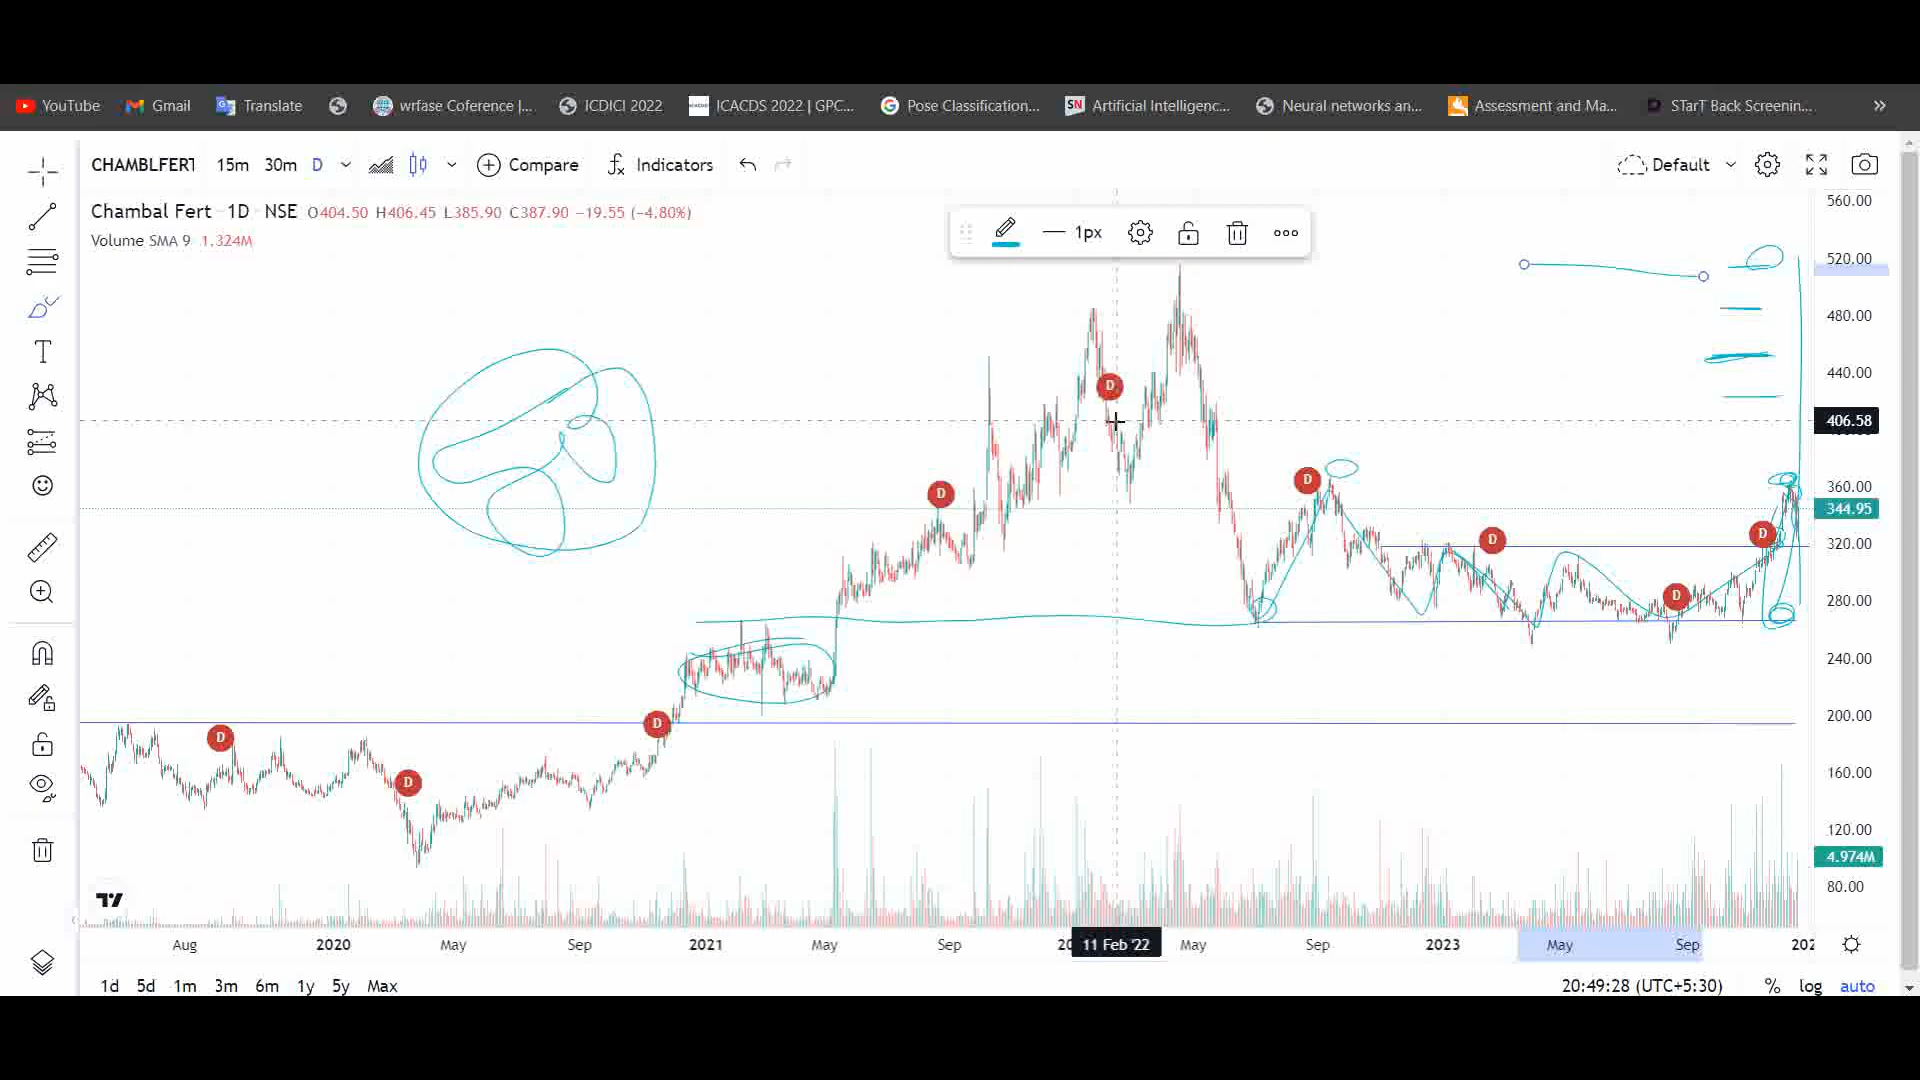 YouTube Gmail Translate wrfase Coference |... ICDICI 2022 ICACDS 2022 | GPC... Pose Classification... Artificial Intelligenc... Neural networks an... Assessment and Ma... STarT Back Screenin... »
CHAMBLFERT 15m 30m D Compare Indicators Default
Chambal Fert 1D NSE O404.50 H406.45 L385.90 C387.90 −19.55 (−4.80%)
Volume SMA 9 1.324M
1px
560.00
520.00
480.00
440.00
406.58
360.00
344.95
320.00
280.00
240.00
200.00
160.00
120.00
4.974M
80.00
D D D D D D D D D
Aug 2020 May Sep 2021 May Sep 20 11 Feb '22 May Sep 2023 May Sep 202
1d 5d 1m 3m 6m 1y 5y Max 20:49:28 (UTC+5:30) % log auto